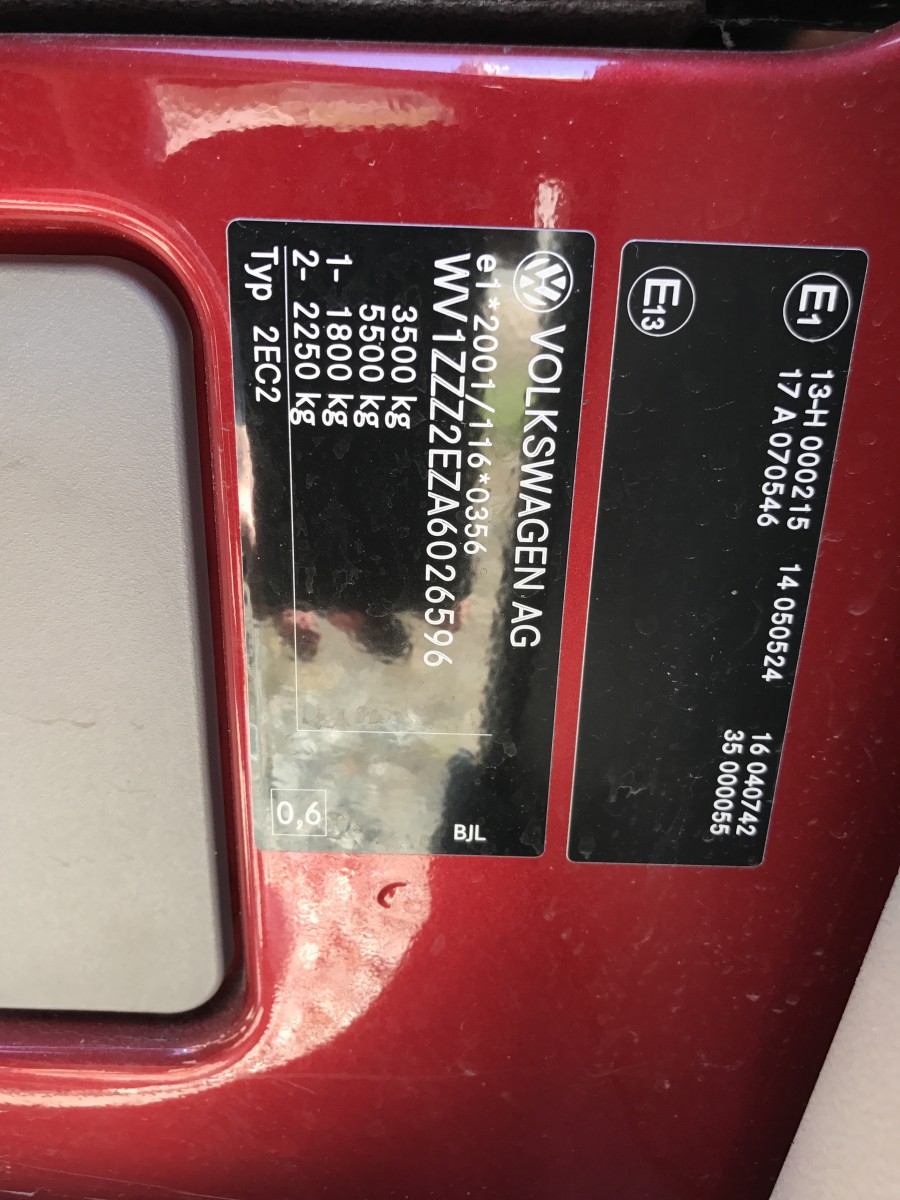 E1 13-H 000215 14 050524 16 040742
17 A 070546 35 000055
E13
VOLKSWAGEN AG
e1*2001/116*0356
WV1ZZZ2EZA6026596
3500 kg
5500 kg
1- 1800 kg
2- 2250 kg
Typ 2EC2
BJL
0,6